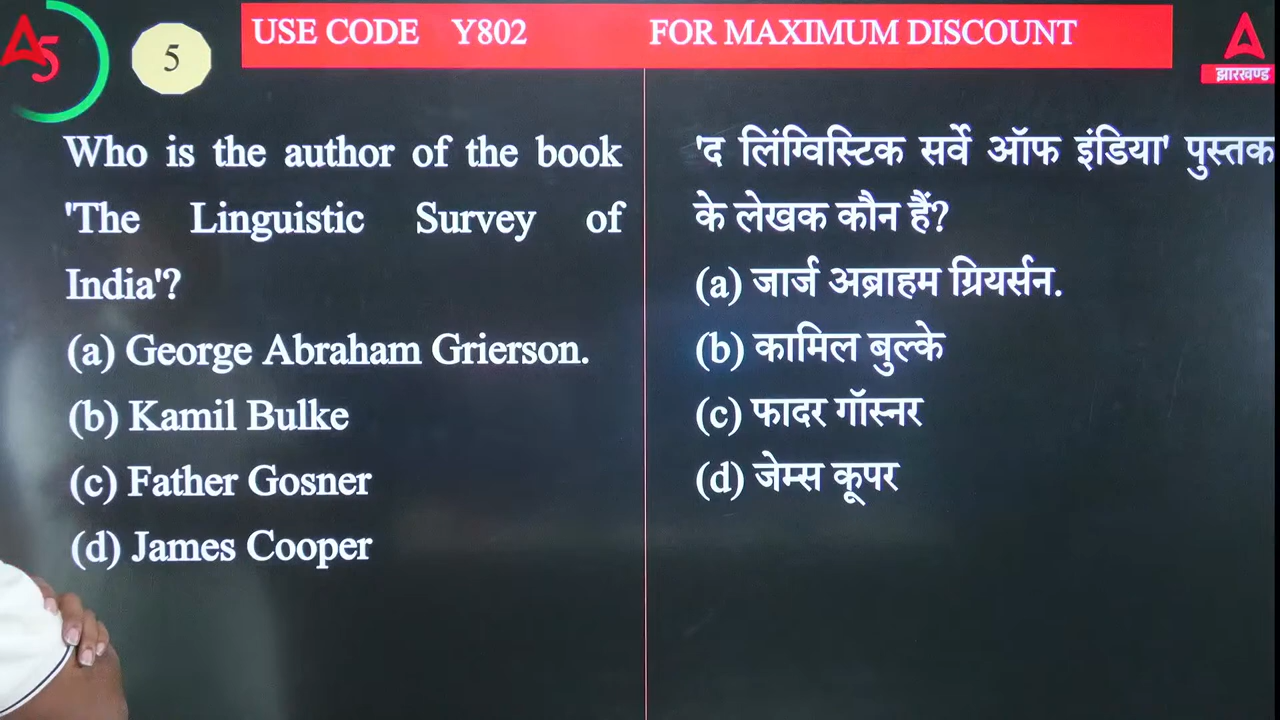 A5
5
USE CODE Y802 FOR MAXIMUM DISCOUNT
A
झारखण्ड
Who is the author of the book
'The Linguistic Survey of
India'?
(a) George Abraham Grierson.
(b) Kamil Bulke
(c) Father Gosner
(d) James Cooper
'द लिंग्विस्टिक सर्वे ऑफ इंडिया' पुस्तक
के लेखक कौन हैं?
(a) जार्ज अब्राहम ग्रियर्सन.
(b) कामिल बुल्के
(c) फादर गॉस्नर
(d) जेम्स कूपर